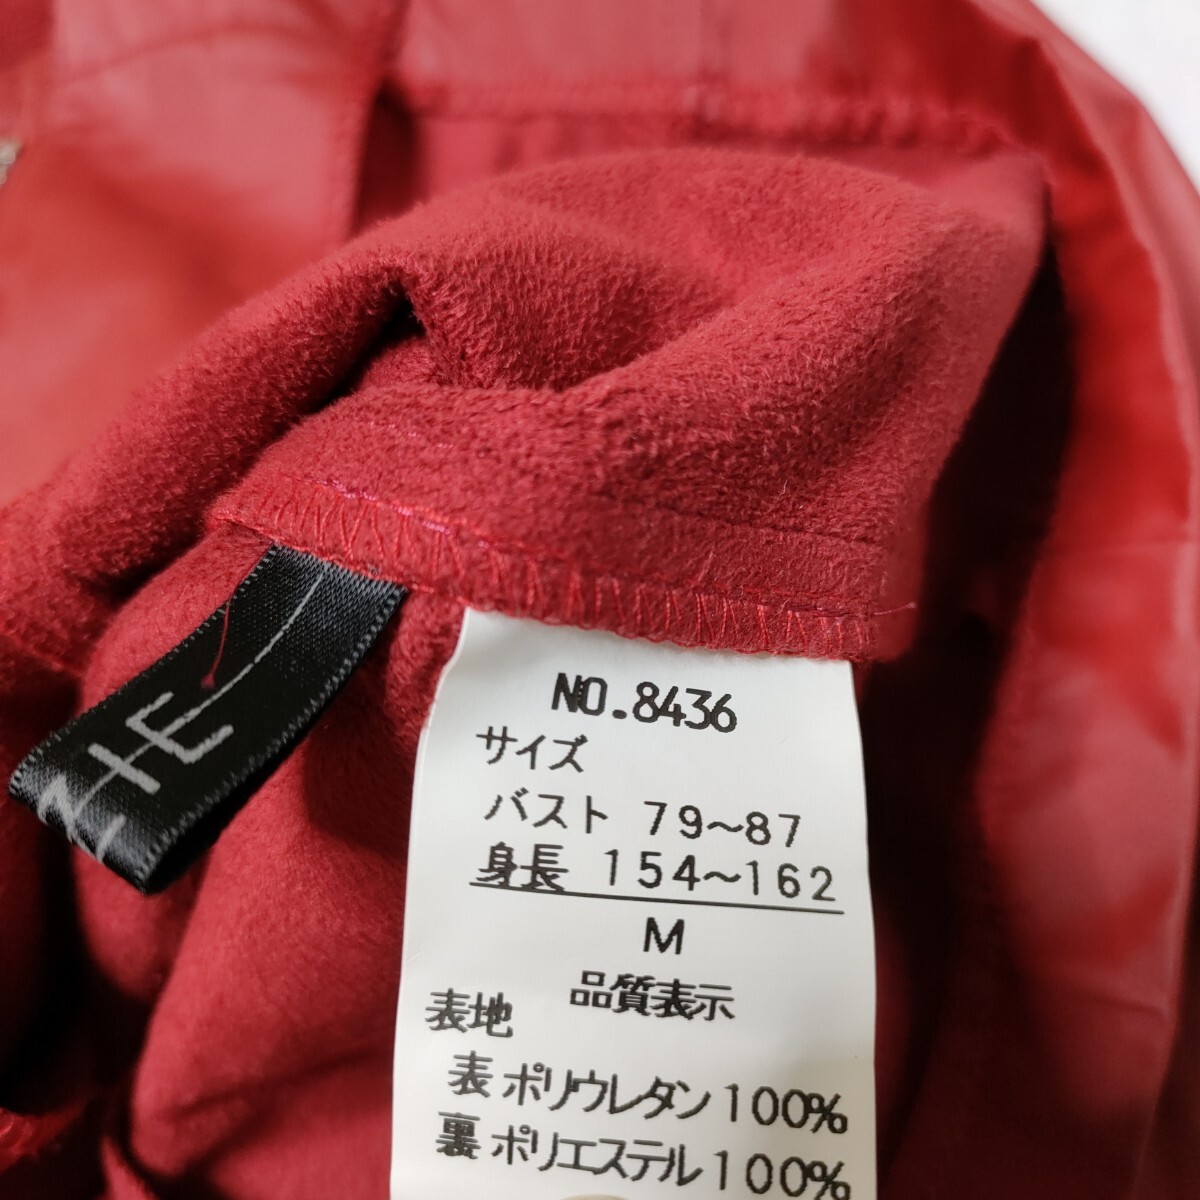 NO.8436
サイズ
バスト 79～87
身長 154～162
M
品質表示
表地
表 ポリウレタン100%
裏 ポリエステル100%